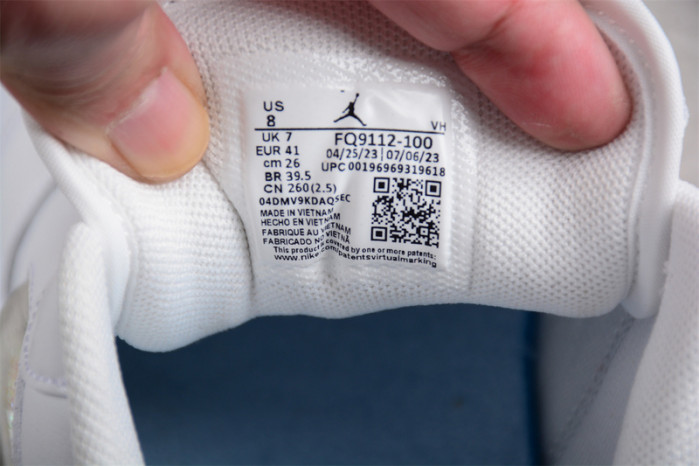 US
8
VH
UK 7
FQ9112-100
EUR 41
04/25/23 | 07/06/23
cm 26
UPC 00196969319618
BR 39.5
CN 260(2.5)
04DMV9KDAQSEC
MADE IN VIETNAM
HECHO EN VIETNAM
FABRIQUE AU VIETNAM
FABRICADO NO VIETNÃ
This product is covered by one or more patents:
www.nike.com/patentsvirtualmarking